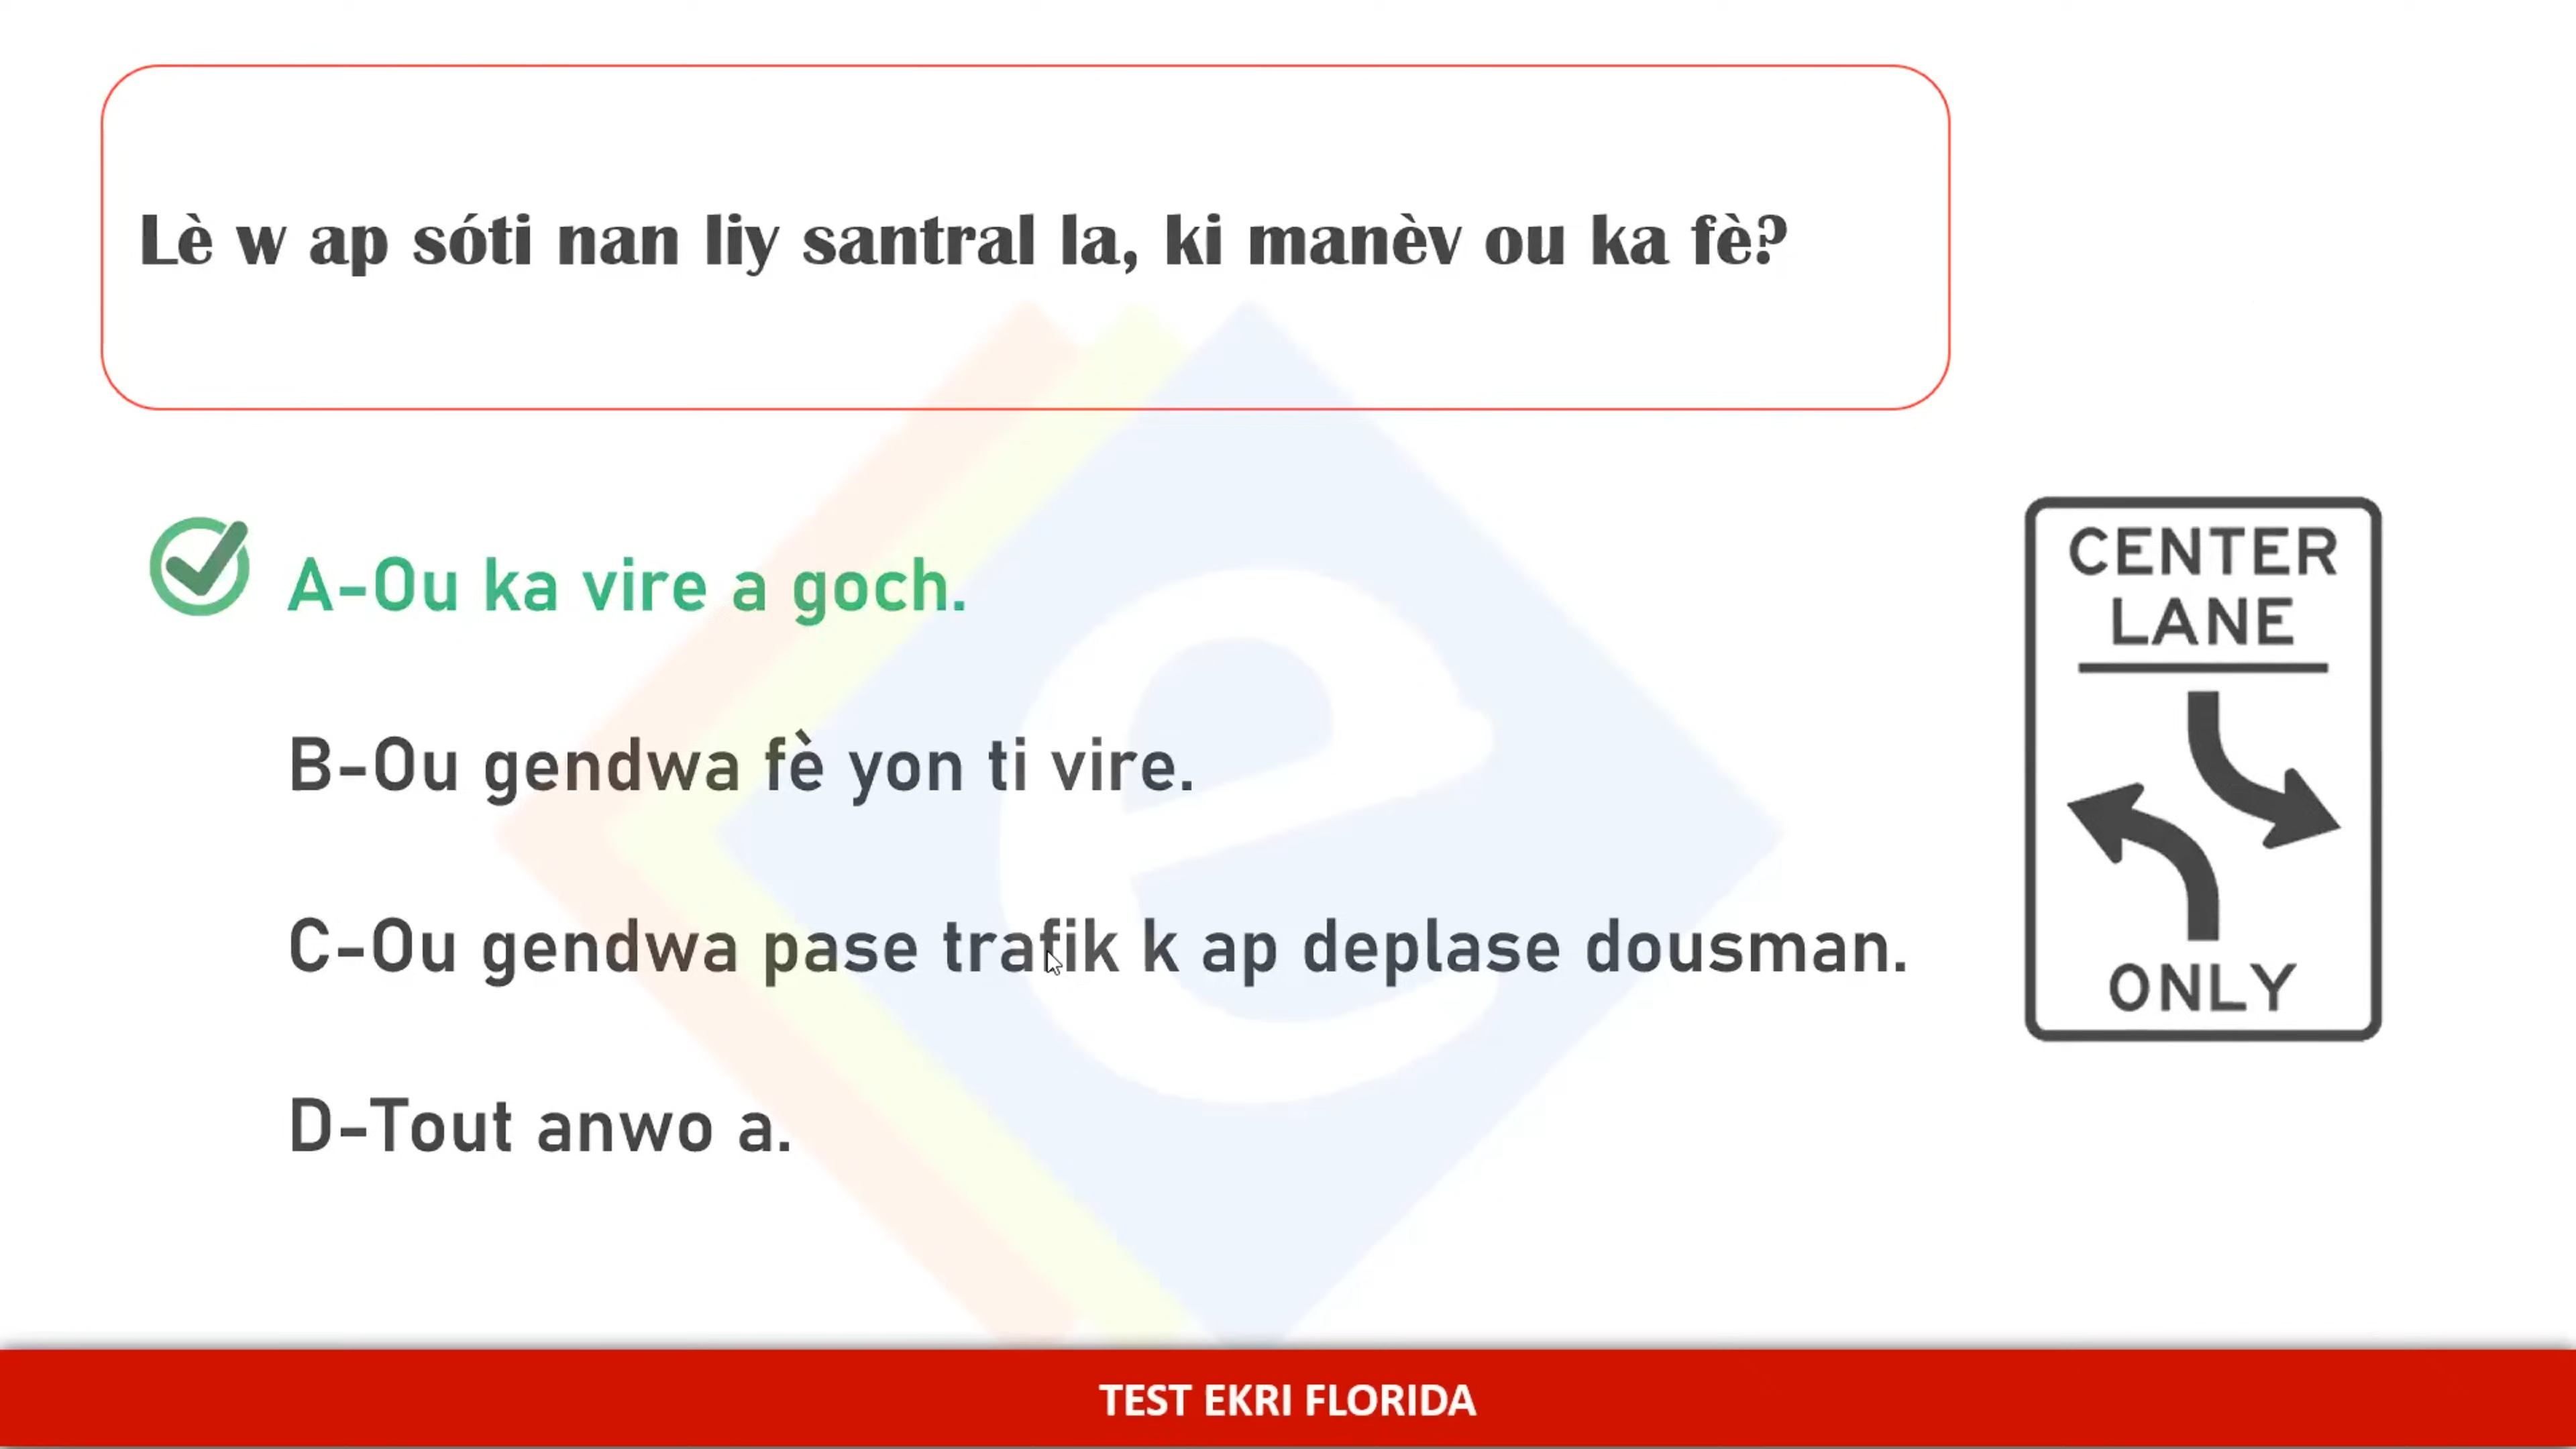 Lè w ap sóti nan liy santral la, ki manèv ou ka fè?
A-Ou ka vire a goch.
B-Ou gendwa fè yon ti vire.
C-Ou gendwa pase trafik k ap deplase dousman.
D-Tout anwo a.
CENTER
LANE
ONLY
TEST EKRI FLORIDA